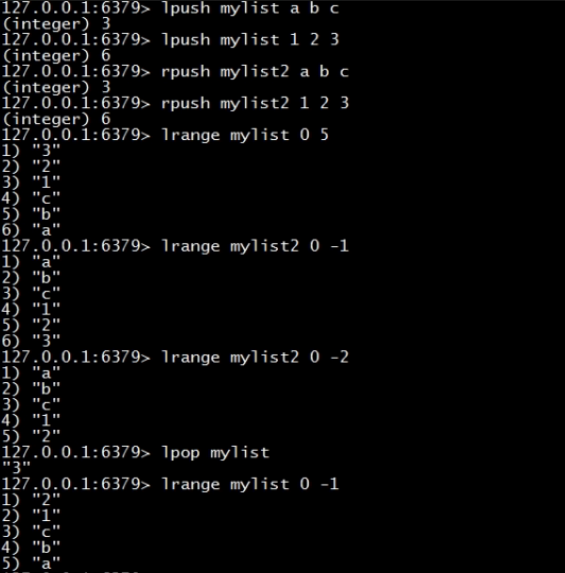 127.0.0.1:6379> lpush mylist a b c
(integer) 3
127.0.0.1:6379> lpush mylist 1 2 3
(integer) 6
127.0.0.1:6379> rpush mylist2 a b c
(integer) 3
127.0.0.1:6379> rpush mylist2 1 2 3
(integer) 6
127.0.0.1:6379> lrange mylist 0 5
1) "3"
2) "2"
3) "1"
4) "c"
5) "b"
6) "a"
127.0.0.1:6379> lrange mylist2 0 -1
1) "a"
2) "b"
3) "c"
4) "1"
5) "2"
6) "3"
127.0.0.1:6379> lrange mylist2 0 -2
1) "a"
2) "b"
3) "c"
4) "1"
5) "2"
127.0.0.1:6379> lpop mylist
"3"
127.0.0.1:6379> lrange mylist 0 -1
1) "2"
2) "1"
3) "c"
4) "b"
5) "a"